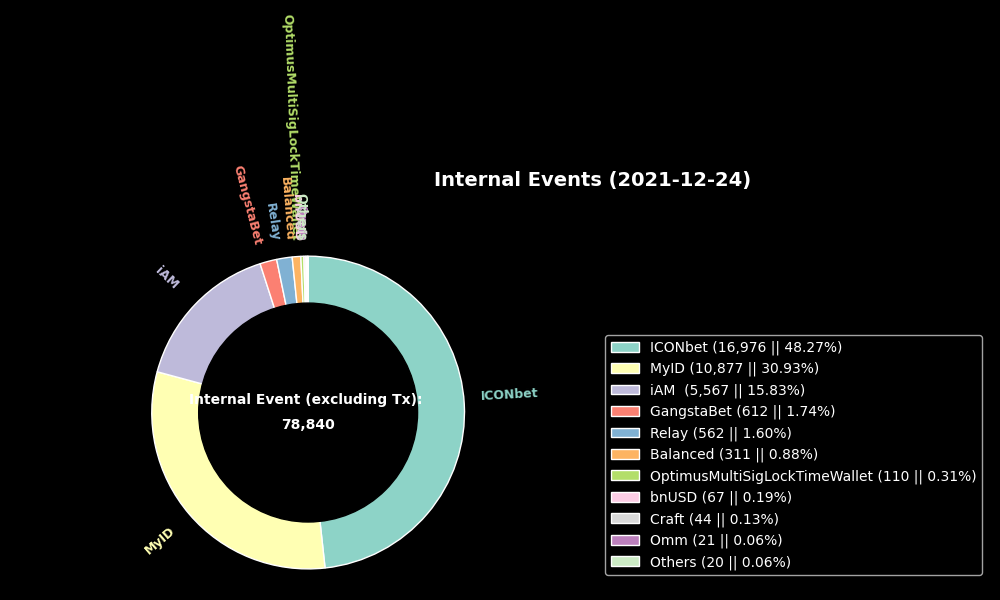 Internal Events (2021-12-24)
OptimusMultiSigLockTimeWallet
GangstaBet
Relay
Balanced
Others
iAM
ICONbet
MyID
Internal Event (excluding Tx):
78,840
ICONbet (16,976 || 48.27%)
MyID (10,877 || 30.93%)
iAM  (5,567 || 15.83%)
GangstaBet (612 || 1.74%)
Relay (562 || 1.60%)
Balanced (311 || 0.88%)
OptimusMultiSigLockTimeWallet (110 || 0.31%)
bnUSD (67 || 0.19%)
Craft (44 || 0.13%)
Omm (21 || 0.06%)
Others (20 || 0.06%)